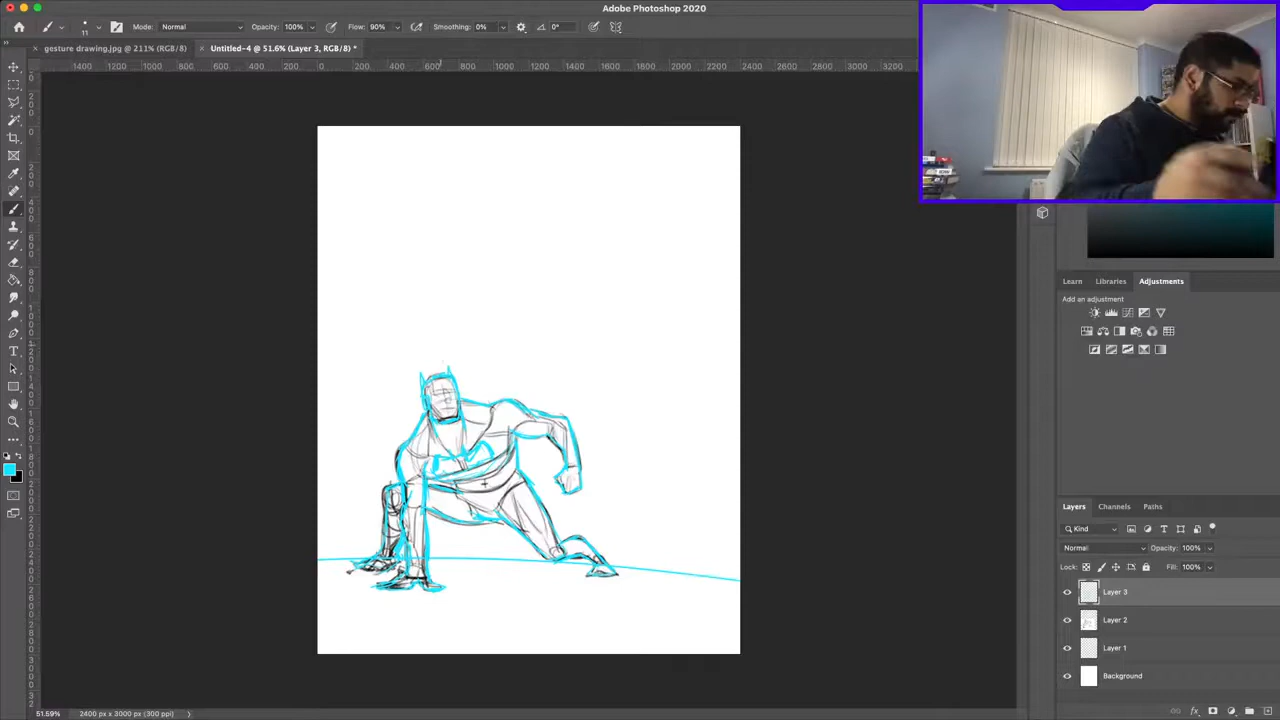 Adobe Photoshop 2020
11 Mode: Normal Opacity: 100% Flow: 90% Smoothing: 0% 0°
gesture drawing.jpg @ 211% (RGB/8) Untitled-4 @ 51.6% (Layer 3, RGB/8) *
1400 1200 1000 800 600 400 200 0 200 400 600 800 1000 1200 1400 1600 1800 2000 2200 2400 2600 2800 3000 3200
Learn Libraries Adjustments
Add an adjustment
Layers Channels Paths
Kind
Normal Opacity: 100%
Lock: Fill: 100%
Layer 3
Layer 2
Layer 1
Background
51.59% 2400 px x 3000 px (300 ppi)